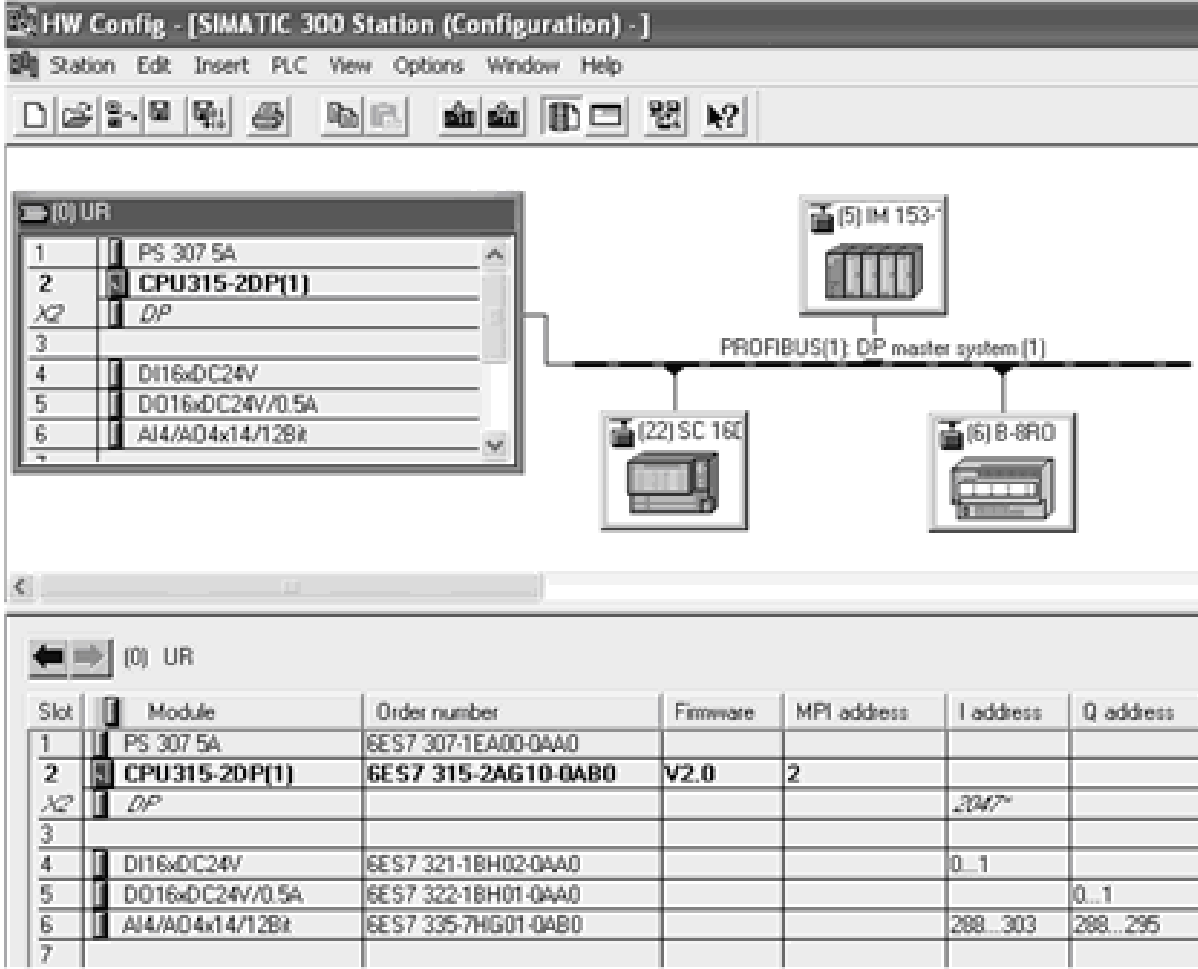 HW Config - [SIMATIC 300 Station (Configuration) - ]
Station Edit Insert PLC View Options Window Help
(0) UR
1 PS 307 5A
2 CPU315-2DP(1)
X2 DP
3
4 DI16xDC24V
5 DO16xDC24V/0.5A
6 AI4/AO4x14/12Bit
(5) IM 153-
PROFIBUS(1): DP master system (1)
(22) SC 16D
(6) B-8RO
(0) UR
Slot Module Order number Firmware MPI address I address Q address
1 PS 307 5A 6ES7 307-1EA00-0AA0
2 CPU315-2DP(1) 6ES7 315-2AG10-0AB0 V2.0 2
X2 DP 2047*
3
4 DI16xDC24V 6ES7 321-1BH02-0AA0 0...1
5 DO16xDC24V/0.5A 6ES7 322-1BH01-0AA0 0...1
6 AI4/AO4x14/12Bit 6ES7 335-7HG01-0AB0 288...303 288...295
7